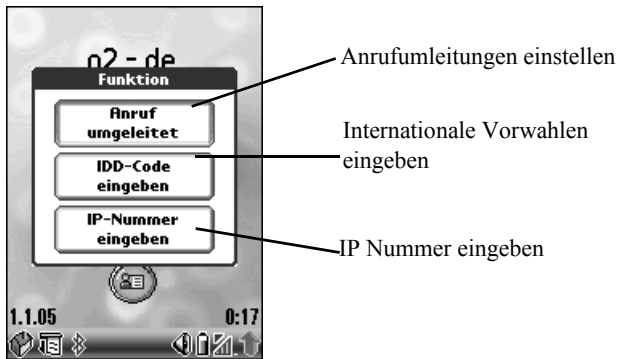 o2 - de
Funktion
Anruf
umgeleitet
IDD-Code
eingeben
IP-Nummer
eingeben
1.1.05
0:17
Anrufumleitungen einstellen
Internationale Vorwahlen
eingeben
IP Nummer eingeben